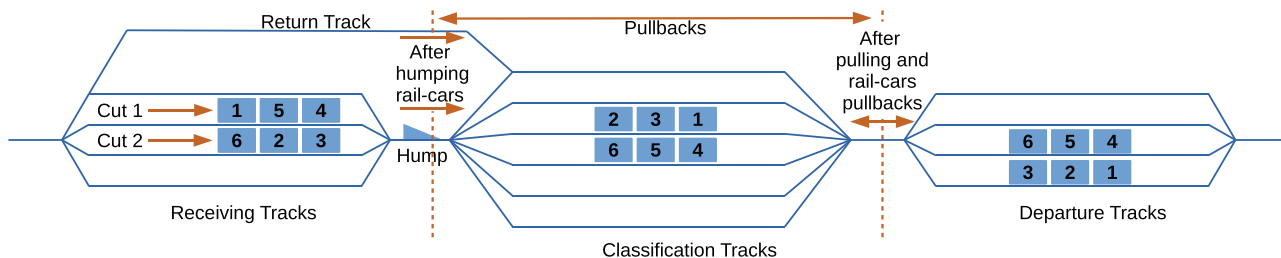 Return Track
Pullbacks
After
humping
rail-cars
After
pulling and
rail-cars
pullbacks
Cut 1
1 5 4
Cut 2
6 2 3
Hump
2 3 1
6 5 4
6 5 4
3 2 1
Receiving Tracks
Classification Tracks
Departure Tracks